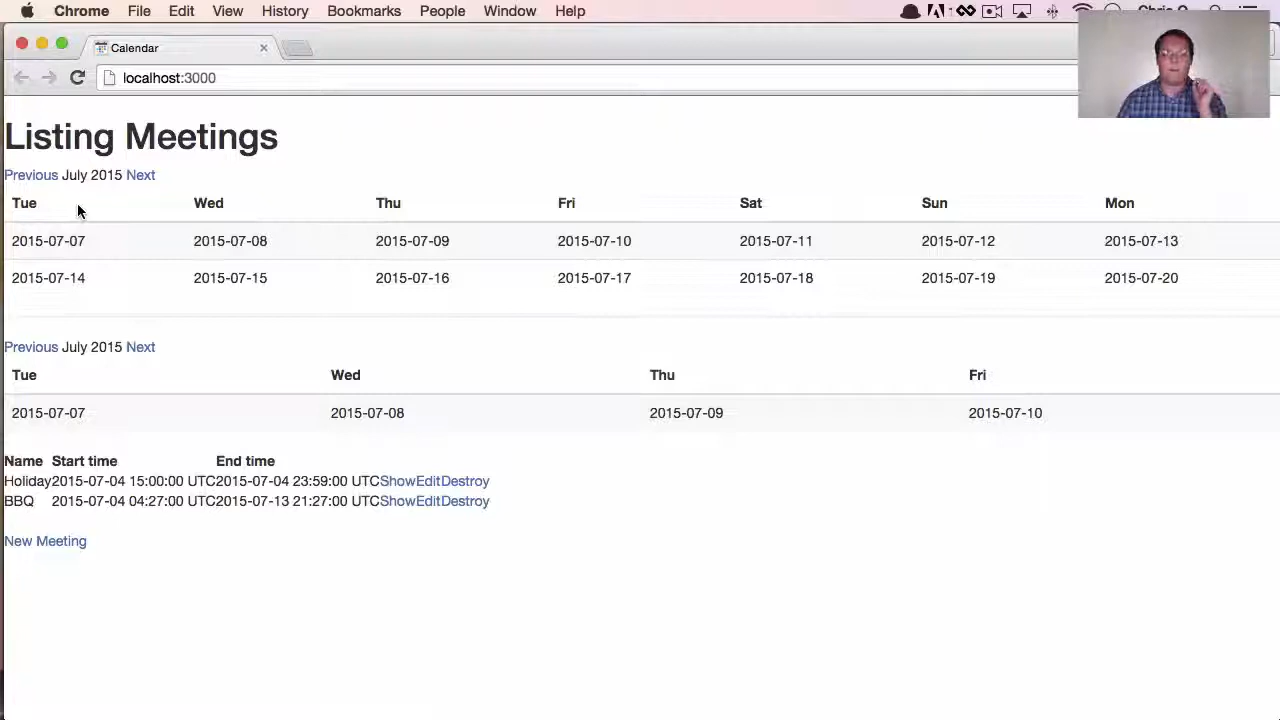 Chrome File Edit View History Bookmarks People Window Help
Calendar
localhost:3000
Listing Meetings
Previous July 2015 Next
Tue Wed Thu Fri Sat Sun Mon
2015-07-07 2015-07-08 2015-07-09 2015-07-10 2015-07-11 2015-07-12 2015-07-13
2015-07-14 2015-07-15 2015-07-16 2015-07-17 2015-07-18 2015-07-19 2015-07-20
Previous July 2015 Next
Tue Wed Thu Fri
2015-07-07 2015-07-08 2015-07-09 2015-07-10
Name Start time End time
Holiday2015-07-04 15:00:00 UTC2015-07-04 23:59:00 UTCShowEditDestroy
BBQ 2015-07-04 04:27:00 UTC2015-07-13 21:27:00 UTCShowEditDestroy
New Meeting